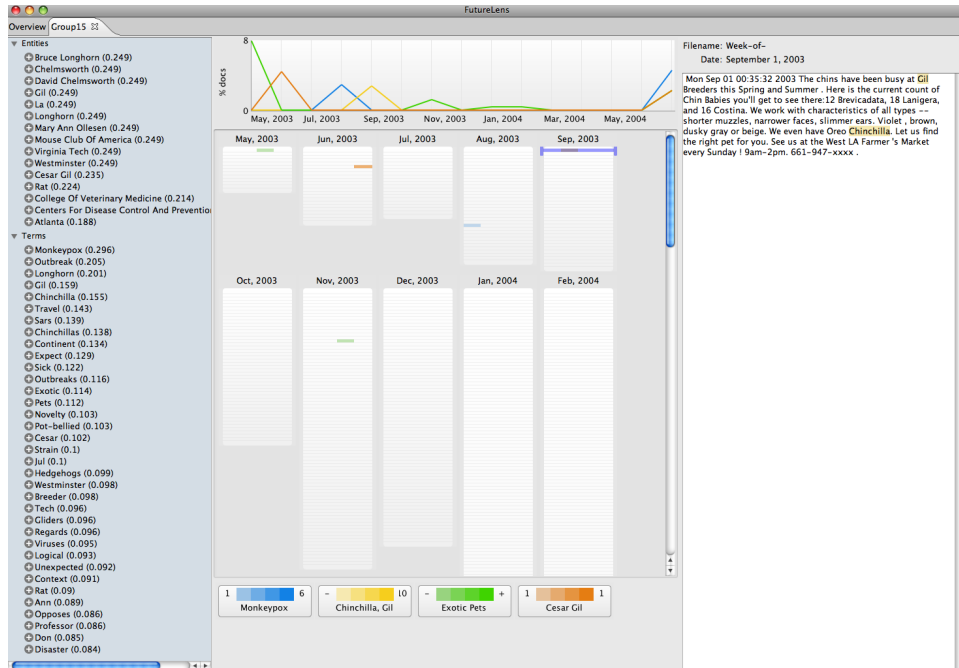 FutureLens
Overview Group15
Entities
Bruce Longhorn (0.249)
Chelmsworth (0.249)
David Chelmsworth (0.249)
Gil (0.249)
La (0.249)
Longhorn (0.249)
Mary Ann Ollesen (0.249)
Mouse Club Of America (0.249)
Virginia Tech (0.249)
Westminster (0.249)
Cesar Gil (0.235)
Rat (0.224)
College Of Veterinary Medicine (0.214)
Centers For Disease Control And Prevention
Atlanta (0.188)
Terms
Monkeypox (0.296)
Outbreak (0.205)
Longhorn (0.201)
Gil (0.159)
Chinchilla (0.155)
Travel (0.143)
Sars (0.139)
Chinchillas (0.138)
Continent (0.134)
Expect (0.129)
Sick (0.122)
Outbreaks (0.116)
Exotic (0.114)
Pets (0.112)
Novelty (0.103)
Pot-bellied (0.103)
Cesar (0.102)
Strain (0.1)
Jul (0.1)
Hedgehogs (0.099)
Westminster (0.098)
Breeder (0.098)
Tech (0.096)
Gliders (0.096)
Regards (0.096)
Viruses (0.095)
Logical (0.093)
Unexpected (0.092)
Context (0.091)
Rat (0.09)
Ann (0.089)
Opposes (0.086)
Professor (0.086)
Don (0.085)
Disaster (0.084)
8
% docs
0
May, 2003 Jul, 2003 Sep, 2003 Nov, 2003 Jan, 2004 Mar, 2004 May, 2004
May, 2003 Jun, 2003 Jul, 2003 Aug, 2003 Sep, 2003
Oct, 2003 Nov, 2003 Dec, 2003 Jan, 2004 Feb, 2004
1 6 - 10 - + 1 1
Monkeypox Chinchilla, Gil Exotic Pets Cesar Gil
Filename: Week-of-
Date: September 1, 2003
Mon Sep 01 00:35:32 2003 The chins have been busy at Gil
Breeders this Spring and Summer . Here is the current count of
Chin Babies you'll get to see there:12 Brevicadata, 18 Lanigera,
and 16 Costina. We work with characteristics of all types --
shorter muzzles, narrower faces, slimmer ears. Violet , brown,
dusky gray or beige. We even have Oreo Chinchilla. Let us find
the right pet for you. See us at the West LA Farmer 's Market
every Sunday ! 9am-2pm. 661-947-xxxx .